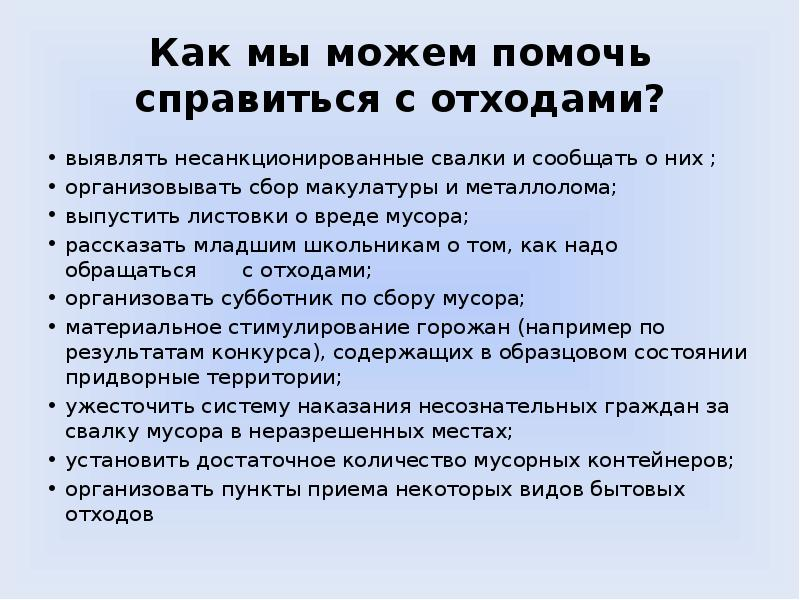 Как мы можем помочь
справиться с отходами?
• выявлять несанкционированные свалки и сообщать о них ;
• организовывать сбор макулатуры и металлолома;
• выпустить листовки о вреде мусора;
• рассказать младшим школьникам о том, как надо
обращаться с отходами;
• организовать субботник по сбору мусора;
• материальное стимулирование горожан (например по
результатам конкурса), содержащих в образцовом состоянии
придворные территории;
• ужесточить систему наказания несознательных граждан за
свалку мусора в неразрешенных местах;
• установить достаточное количество мусорных контейнеров;
• организовать пункты приема некоторых видов бытовых
отходов